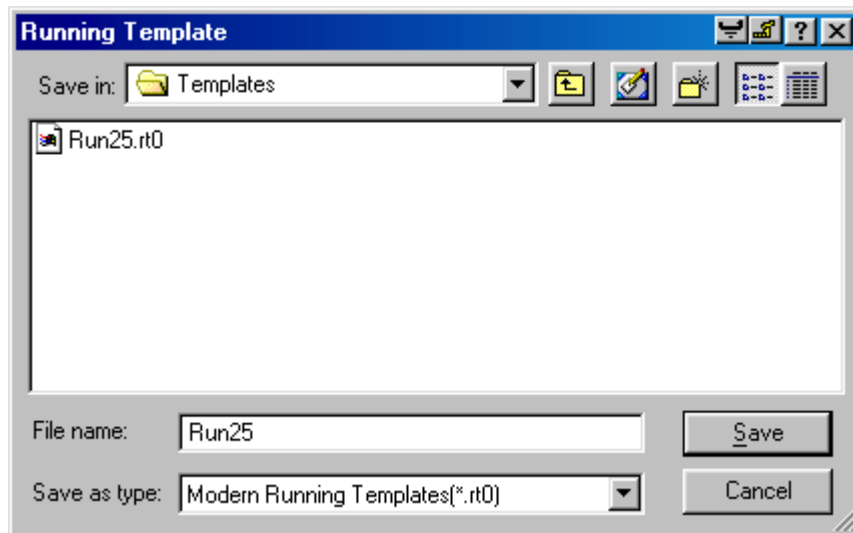 Running Template
Save in: Templates
Run25.rt0
File name: Run25 Save
Save as type: Modern Running Templates(*.rt0) Cancel